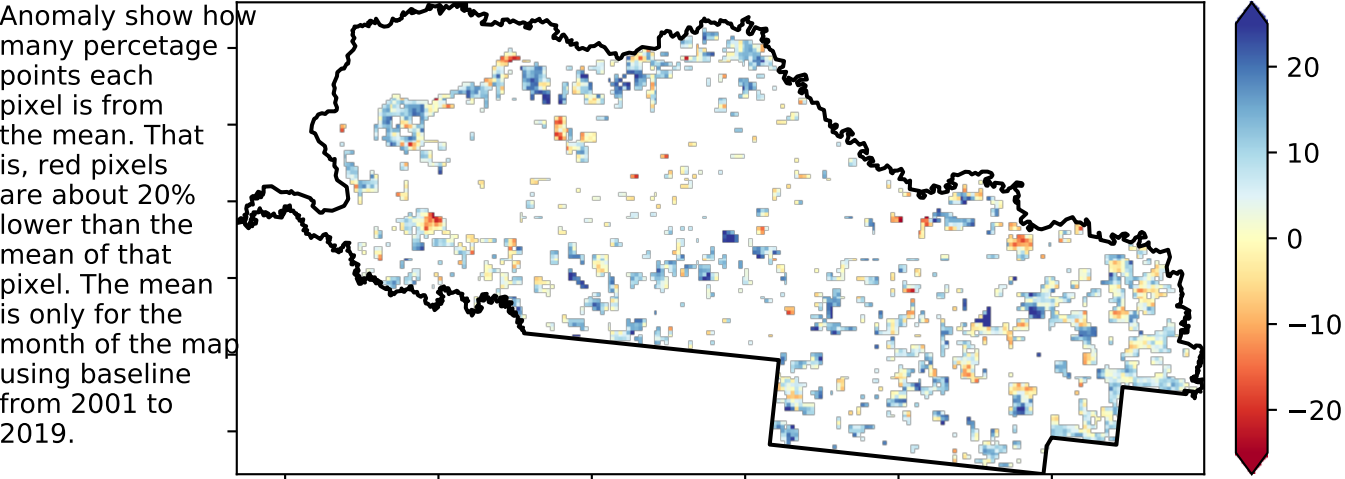 Anomaly show how
many percetage
points each
pixel is from
the mean. That
is, red pixels
are about 20%
lower than the
mean of that
pixel. The mean
is only for the
month of the map
using baseline
from 2001 to
2019.
20
10
0
−10
−20